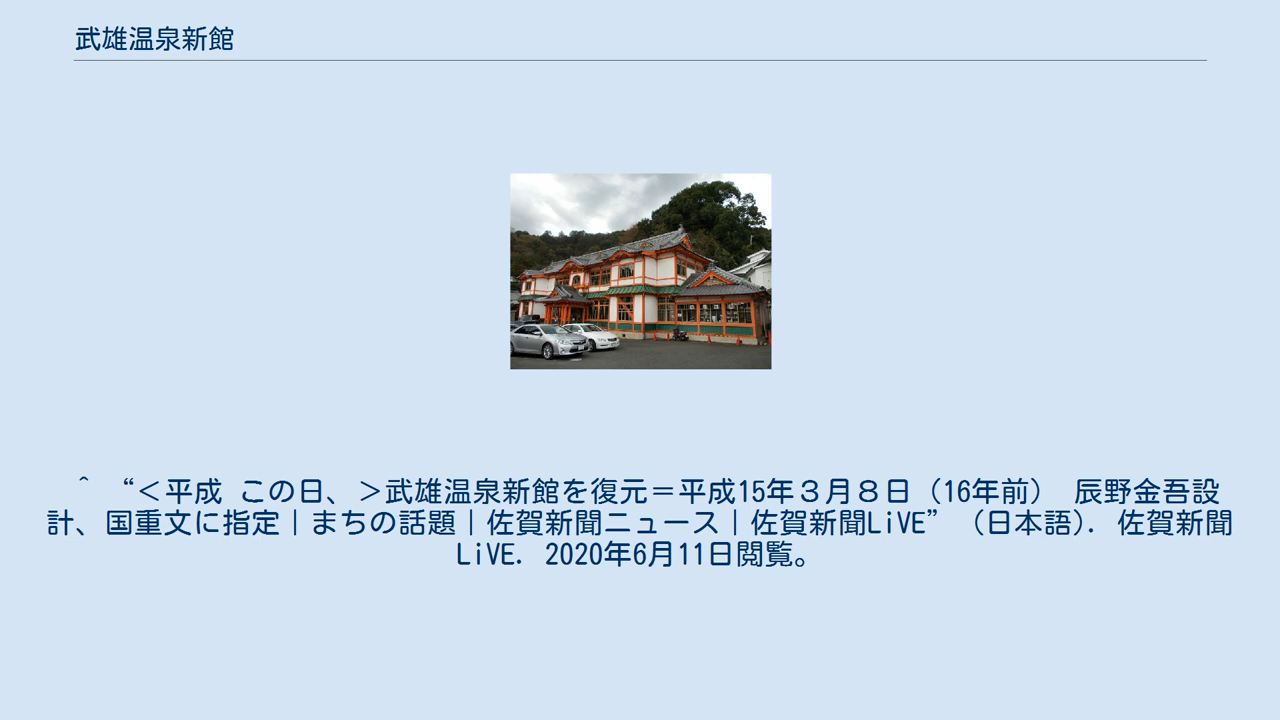 武雄温泉新館
^ “＜平成 この日、＞武雄温泉新館を復元＝平成15年３月８日（16年前） 辰野金吾設
計、国重文に指定｜まちの話題｜佐賀新聞ニュース｜佐賀新聞LiVE” (日本語). 佐賀新聞
LiVE. 2020年6月11日閲覧。